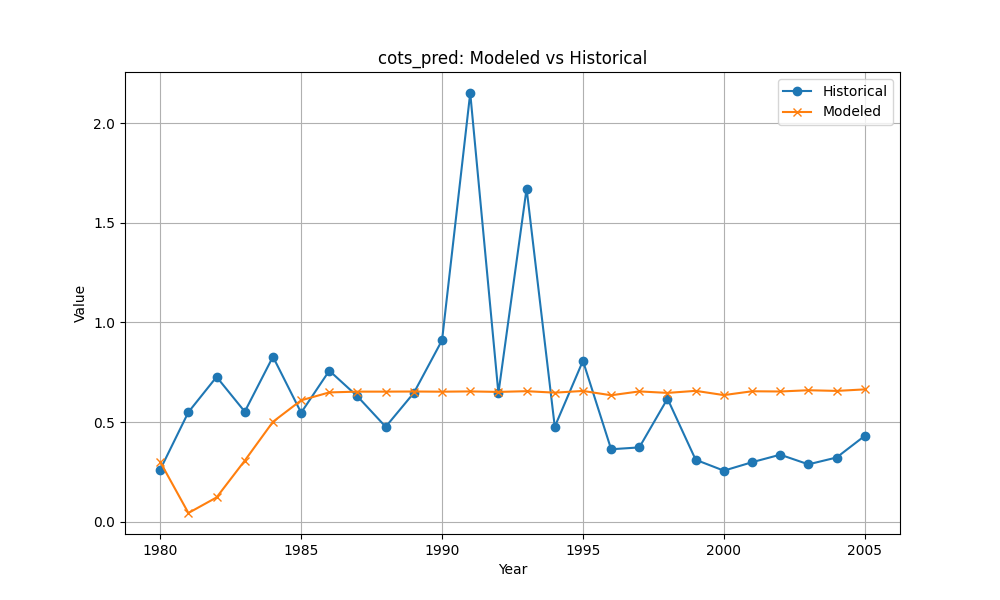 cots_pred: Modeled vs Historical
Historical
Modeled
Value
2.0
1.5
1.0
0.5
0.0
1980 1985 1990 1995 2000 2005
Year